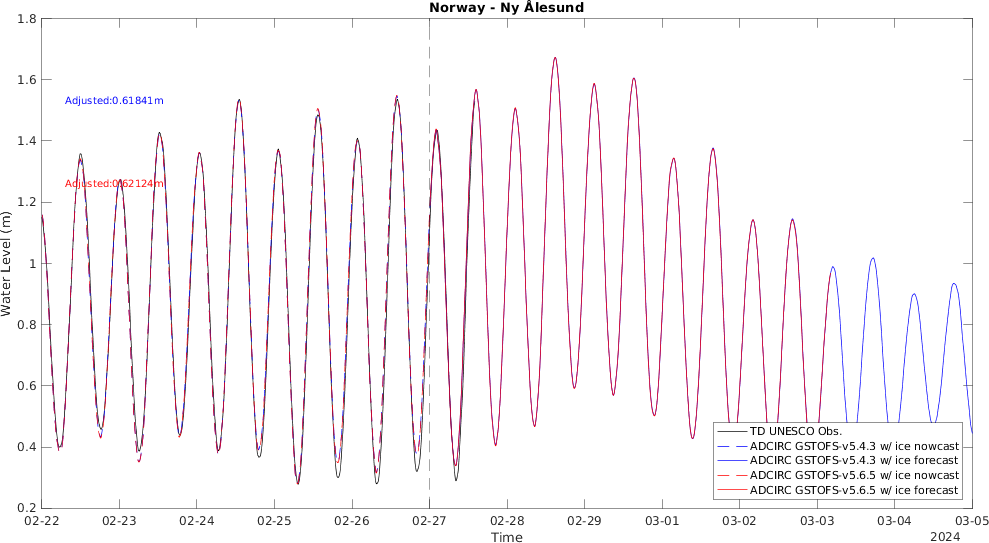 Norway - Ny Ålesund
1.8
1.6
1.4
1.2
1
0.8
0.6
0.4
0.2
Water Level (m)
Adjusted:0.61841m
Adjusted:0.62124m
TD UNESCO Obs.
ADCIRC GSTOFS-v5.4.3 w/ ice nowcast
ADCIRC GSTOFS-v5.4.3 w/ ice forecast
ADCIRC GSTOFS-v5.6.5 w/ ice nowcast
ADCIRC GSTOFS-v5.6.5 w/ ice forecast
02-22 02-23 02-24 02-25 02-26 02-27 02-28 02-29 03-01 03-02 03-03 03-04 03-05
Time
2024